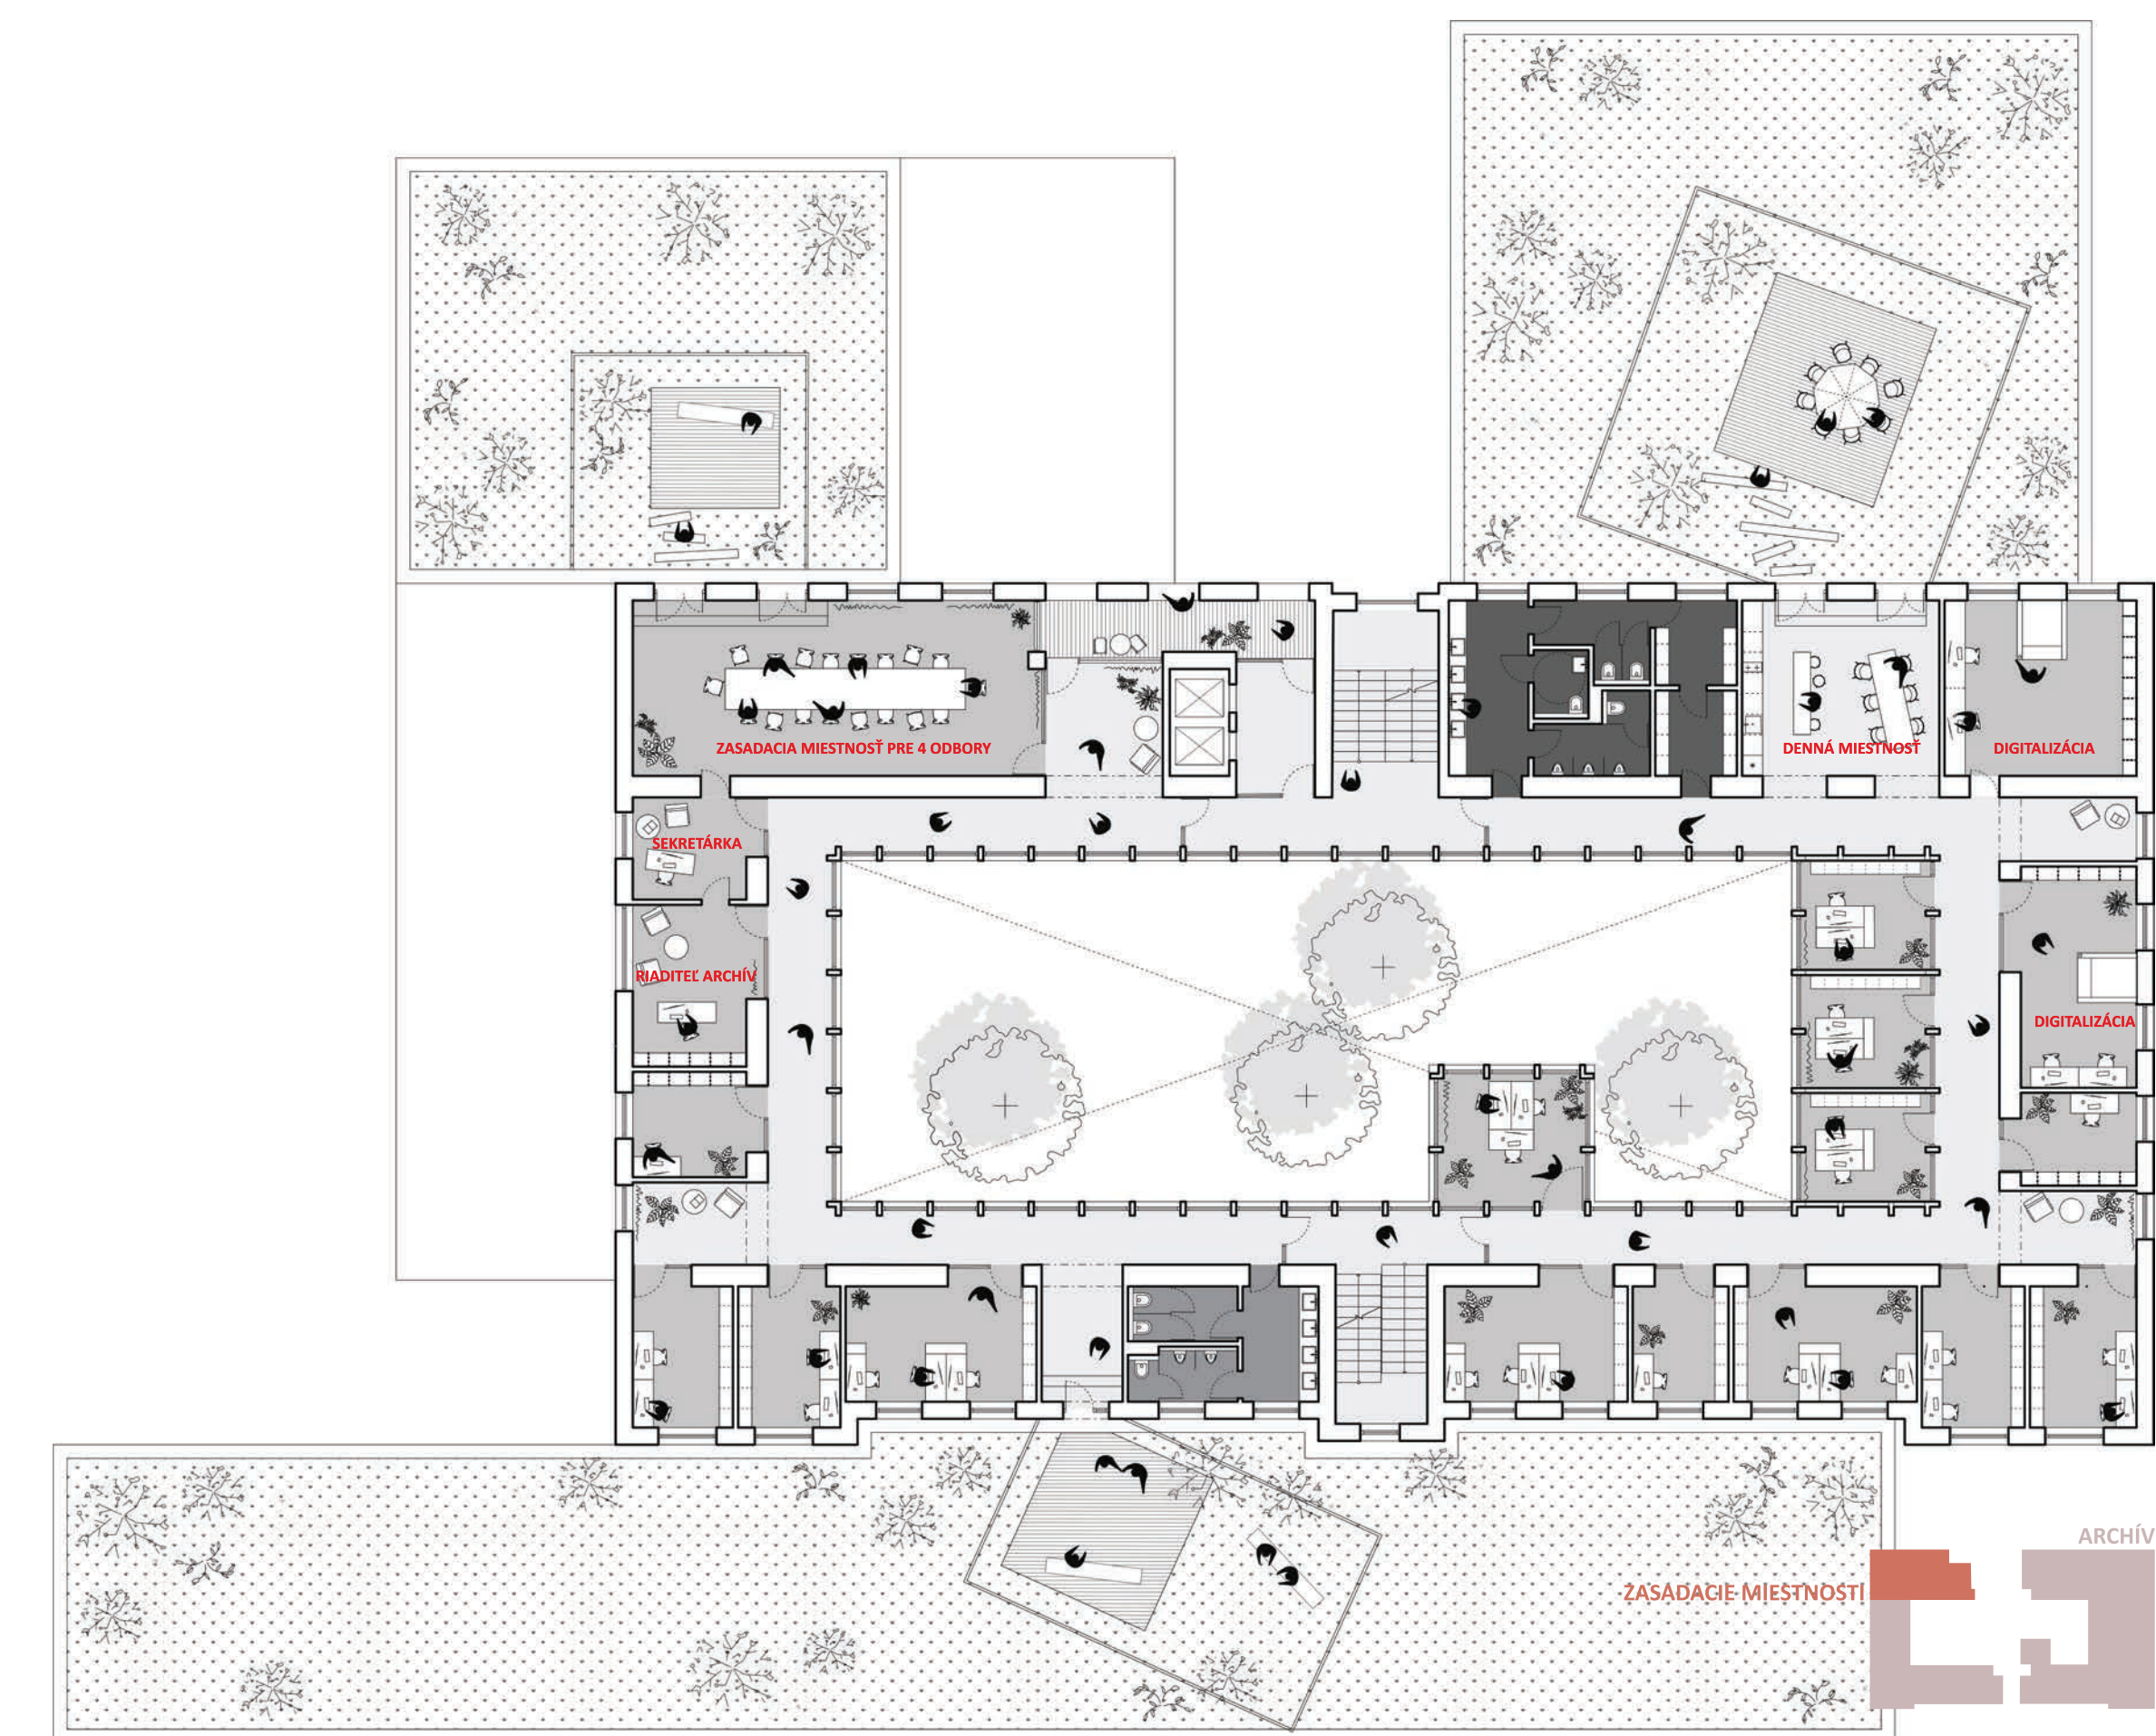 ZASADACIA MIESTNOSŤ PRE 4 ODBORY
DENNÁ MIESTNOSŤ
DIGITALIZÁCIA
SEKRETÁRKA
RIADITEĽ ARCHÍV
DIGITALIZÁCIA
ARCHÍV
ZASADACIE MIESTNOSTI